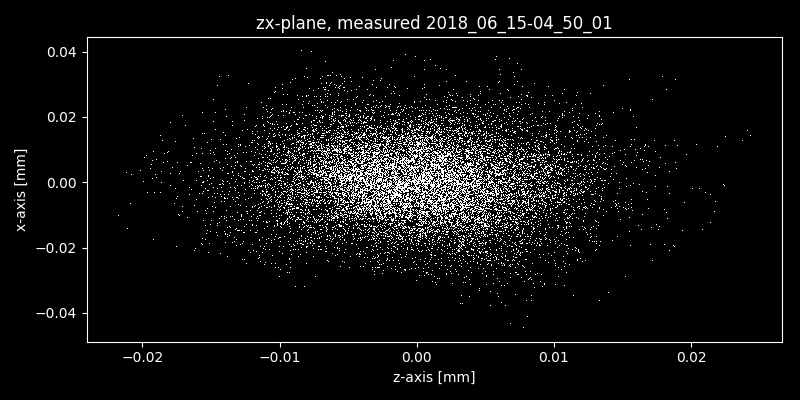 zx-plane, measured 2018_06_15-04_50_01
0.04
0.02
0.00
−0.02
−0.04
x-axis [mm]
−0.02 −0.01 0.00 0.01 0.02
z-axis [mm]